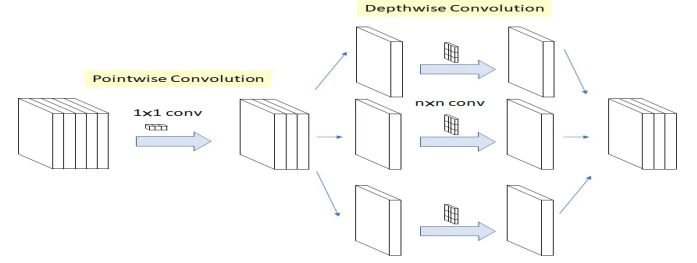 Depthwise Convolution
Pointwise Convolution
1x1 conv
nxn conv